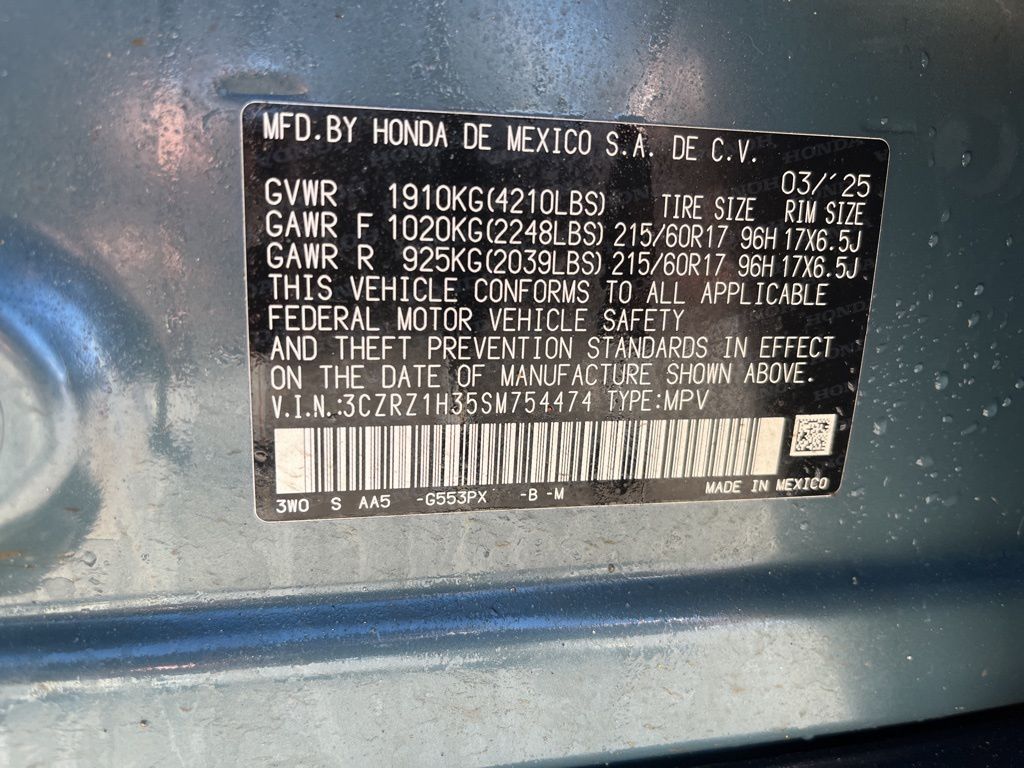 MFD.BY HONDA DE MEXICO S.A. DE C.V.
03/´25
GVWR 1910KG(4210LBS) TIRE SIZE RIM SIZE
GAWR F 1020KG(2248LBS) 215/60R17 96H 17X6.5J
GAWR R 925KG(2039LBS) 215/60R17 96H 17X6.5J
THIS VEHICLE CONFORMS TO ALL APPLICABLE
FEDERAL MOTOR VEHICLE SAFETY
AND THEFT PREVENTION STANDARDS IN EFFECT
ON THE DATE OF MANUFACTURE SHOWN ABOVE.
V.I.N.:3CZRZ1H35SM754474 TYPE:MPV
3W0 S AA5 -G553PX -B -M MADE IN MEXICO